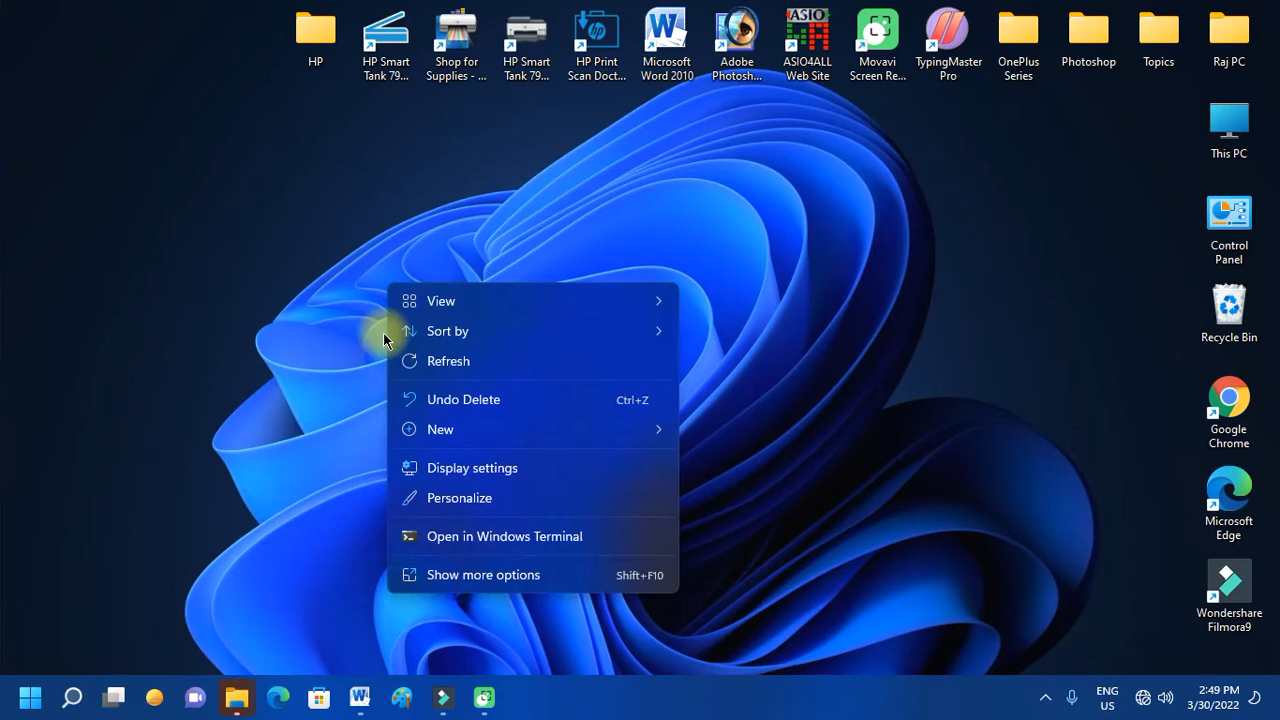 HP
HP Smart
Tank 79...
Shop for
Supplies - ...
HP Smart
Tank 79...
HP Print
Scan Doct...
Microsoft
Word 2010
Adobe
Photosh...
ASIO
4ALL
ASIO4ALL
Web Site
Movavi
Screen Re...
TypingMaster
Pro
OnePlus
Series
Photoshop
Topics
Raj PC
This PC
Control
Panel
Recycle Bin
Google
Chrome
Microsoft
Edge
Wondershare
Filmora9
View
Sort by
Refresh
Undo Delete Ctrl+Z
New
Display settings
Personalize
Open in Windows Terminal
Show more options Shift+F10
ENG
US
2:49 PM
3/30/2022